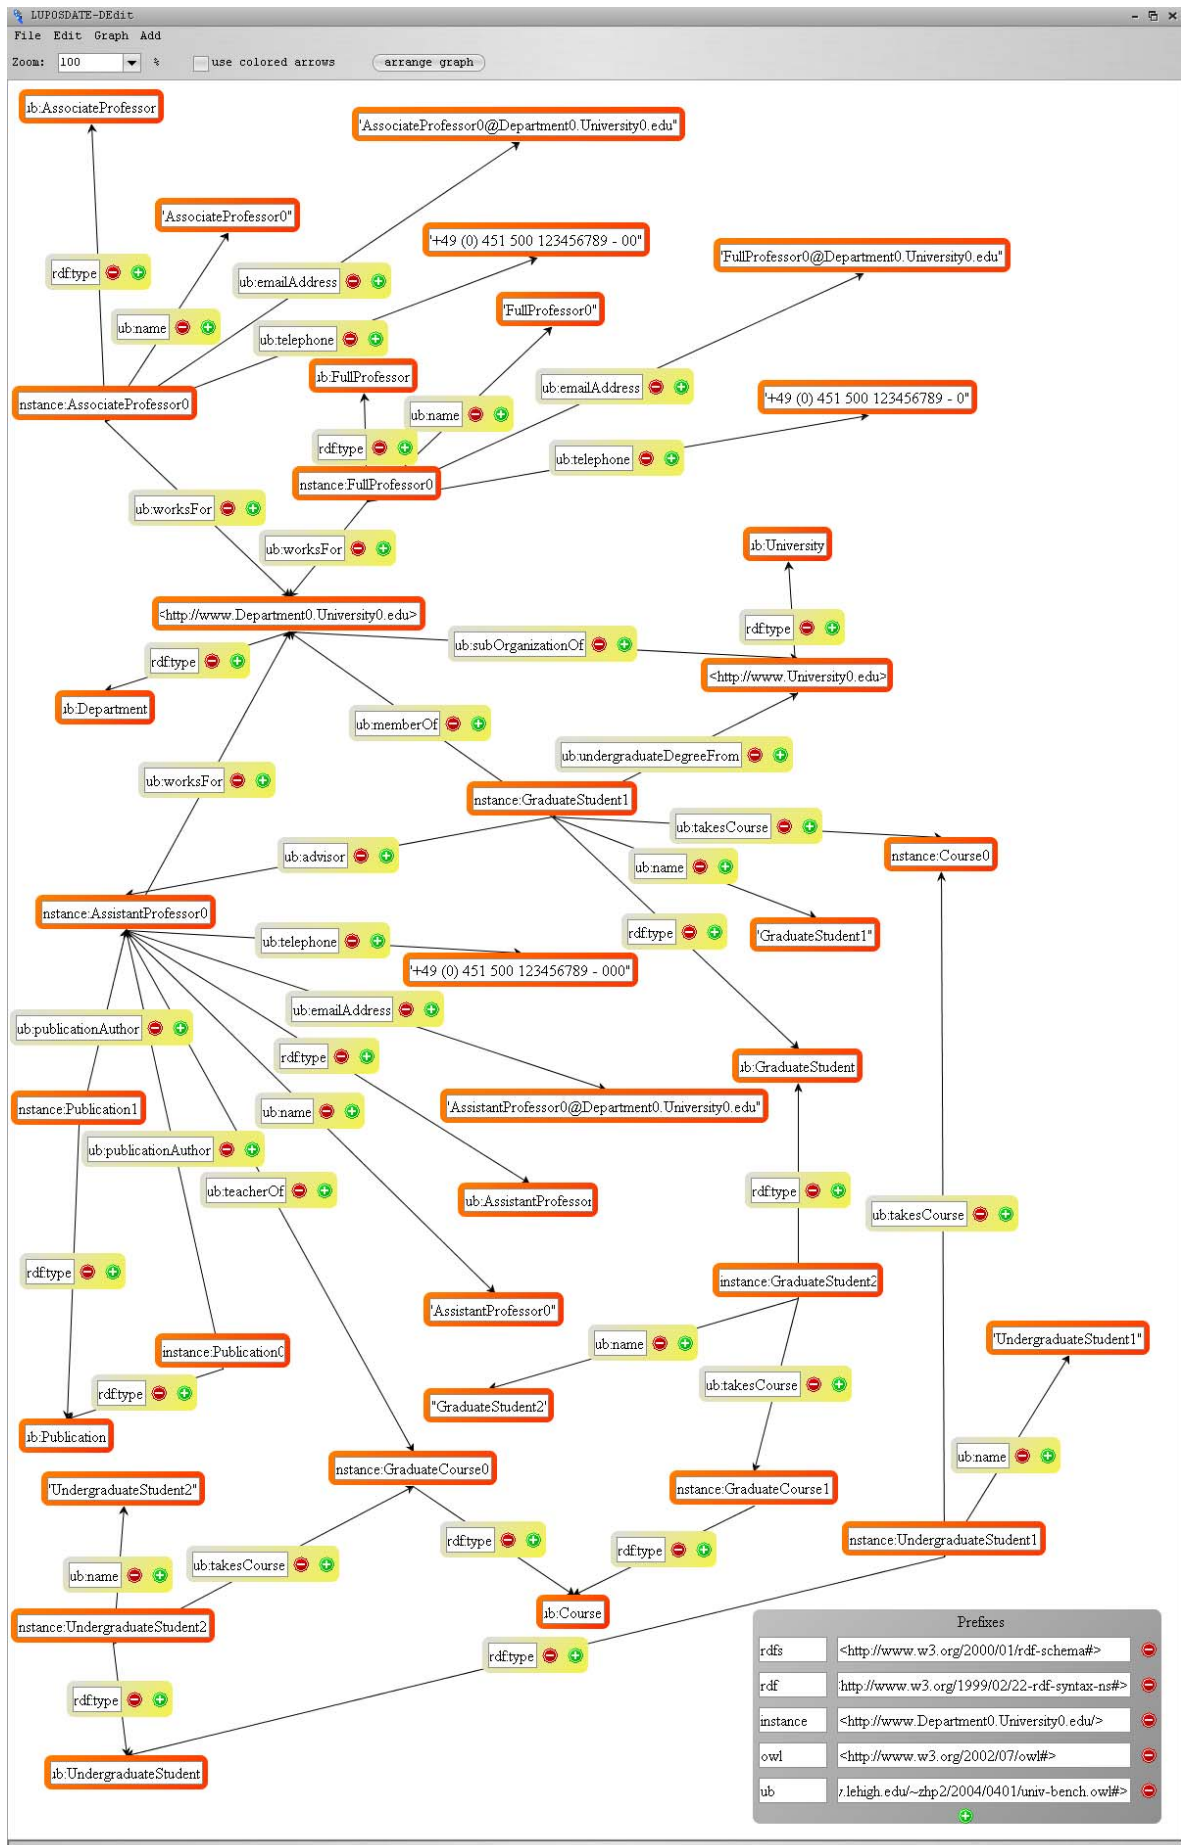 LUPOSDATE-DEdit
File Edit Graph Add
Zoom: 100 % use colored arrows arrange graph
ub:AssociateProfessor
"AssociateProfessor0@Department0.University0.edu"
"AssociateProfessor0"
"+49 (0) 451 500 123456789 - 00"
"FullProfessor0@Department0.University0.edu"
rdf:type
ub:emailAddress
"FullProfessor0"
ub:name
ub:telephone
ub:FullProfessor
ub:emailAddress
"+49 (0) 451 500 123456789 - 0"
nstance:AssociateProfessor0
ub:name
rdf:type
ub:telephone
nstance:FullProfessor0
ub:worksFor
ub:worksFor
ub:University
<http://www.Department0.University0.edu>
rdf:type
ub:subOrganizationOf
rdf:type
<http://www.University0.edu>
ub:Department
ub:memberOf
ub:undergraduateDegreeFrom
ub:worksFor
nstance:GraduateStudent1
ub:takesCourse
ub:advisor
ub:name
nstance:Course0
nstance:AssistantProfessor0
rdf:type
"GraduateStudent1"
ub:telephone
"+49 (0) 451 500 123456789 - 000"
ub:emailAddress
ub:publicationAuthor
rdf:type
ub:GraduateStudent
nstance:Publication1
ub:name
"AssistantProfessor0@Department0.University0.edu"
ub:publicationAuthor
ub:teacherOf
rdf:type
ub:AssistantProfessor
ub:takesCourse
rdf:type
instance:GraduateStudent2
"AssistantProfessor0"
ub:name
"UndergraduateStudent1"
instance:Publication0
rdf:type
ub:takesCourse
"GraduateStudent2'
ub:Publication
ub:name
nstance:GraduateCourse0
"UndergraduateStudent2"
nstance:GraduateCourse1
rdf:type
nstance:UndergraduateStudent1
rdf:type
ub:takesCourse
ub:name
ub:Course
nstance:UndergraduateStudent2
Prefixes
rdf:type
rdfs <http://www.w3.org/2000/01/rdf-schema#>
rdf :http://www.w3.org/1999/02/22-rdf-syntax-ns#>
rdf:type
instance <http://www.Department0.University0.edu/>
owl <http://www.w3.org/2002/07/owl#>
ub:UndergraduateStudent
ub y.lehigh.edu/~zhp2/2004/0401/univ-bench.owl#>